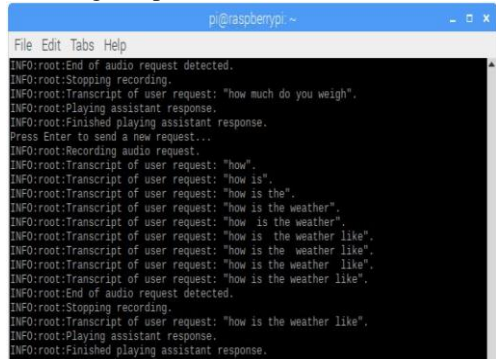 pi@raspberrypi: ~
File Edit Tabs Help
INFO:root:End of audio request detected.
INFO:root:Stopping recording.
INFO:root:Transcript of user request: "how much do you weigh".
INFO:root:Playing assistant response.
INFO:root:Finished playing assistant response.
Press Enter to send a new request...
INFO:root:Recording audio request.
INFO:root:Transcript of user request: "how".
INFO:root:Transcript of user request: "how is".
INFO:root:Transcript of user request: "how is the".
INFO:root:Transcript of user request: "how is the weather".
INFO:root:Transcript of user request: "how  is the weather".
INFO:root:Transcript of user request: "how is  the weather like".
INFO:root:Transcript of user request: "how is the  weather like".
INFO:root:Transcript of user request: "how is the weather  like".
INFO:root:Transcript of user request: "how is the weather like".
INFO:root:End of audio request detected.
INFO:root:Stopping recording.
INFO:root:Transcript of user request: "how is the weather like".
INFO:root:Playing assistant response.
INFO:root:Finished playing assistant response.